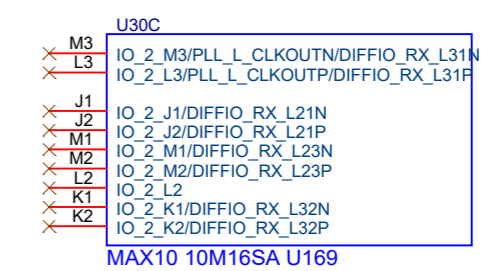 U30C
M3 IO_2_M3/PLL_L_CLKOUTN/DIFFIO_RX_L31N
L3 IO_2_L3/PLL_L_CLKOUTP/DIFFIO_RX_L31P
J1 IO_2_J1/DIFFIO_RX_L21N
J2 IO_2_J2/DIFFIO_RX_L21P
M1 IO_2_M1/DIFFIO_RX_L23N
M2 IO_2_M2/DIFFIO_RX_L23P
L2 IO_2_L2
K1 IO_2_K1/DIFFIO_RX_L32N
K2 IO_2_K2/DIFFIO_RX_L32P
MAX10 10M16SA U169